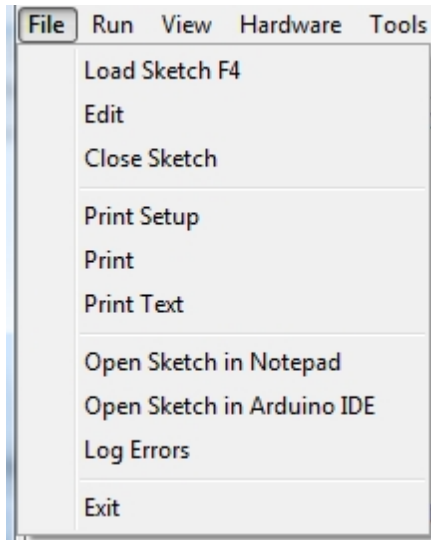 File Run View Hardware Tools
Load Sketch F4
Edit
Close Sketch
Print Setup
Print
Print Text
Open Sketch in Notepad
Open Sketch in Arduino IDE
Log Errors
Exit